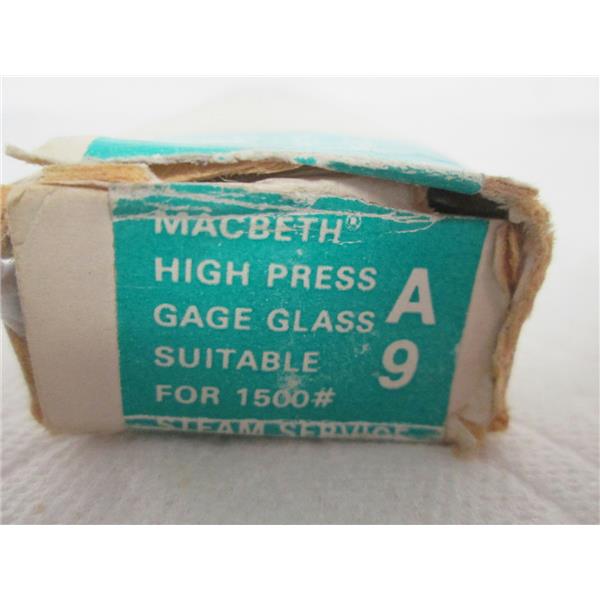 MACBETH®
HIGH PRESS
GAGE GLASS
SUITABLE
FOR 1500#
STEAM SERVICE
A
9